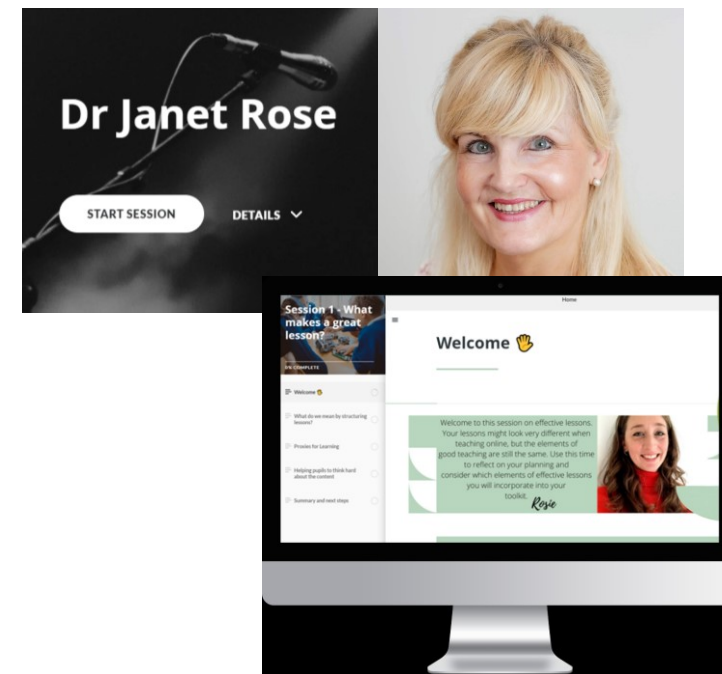 Dr Janet Rose
START SESSION
DETAILS
Home
Session 1 - What
makes a great
lesson?
0% COMPLETE
Welcome 👋
What do we mean by structuring
lessons?
Proxies for Learning
Helping pupils to think hard
about the content
Summary and next steps
Welcome 👋
Welcome to this session on effective lessons.
Your lessons might look very different when
teaching online, but the elements of
good teaching are still the same. Use this time
to reflect on your planning and
consider which elements of effective lessons
you will incorporate into your
toolkit.
Rosie